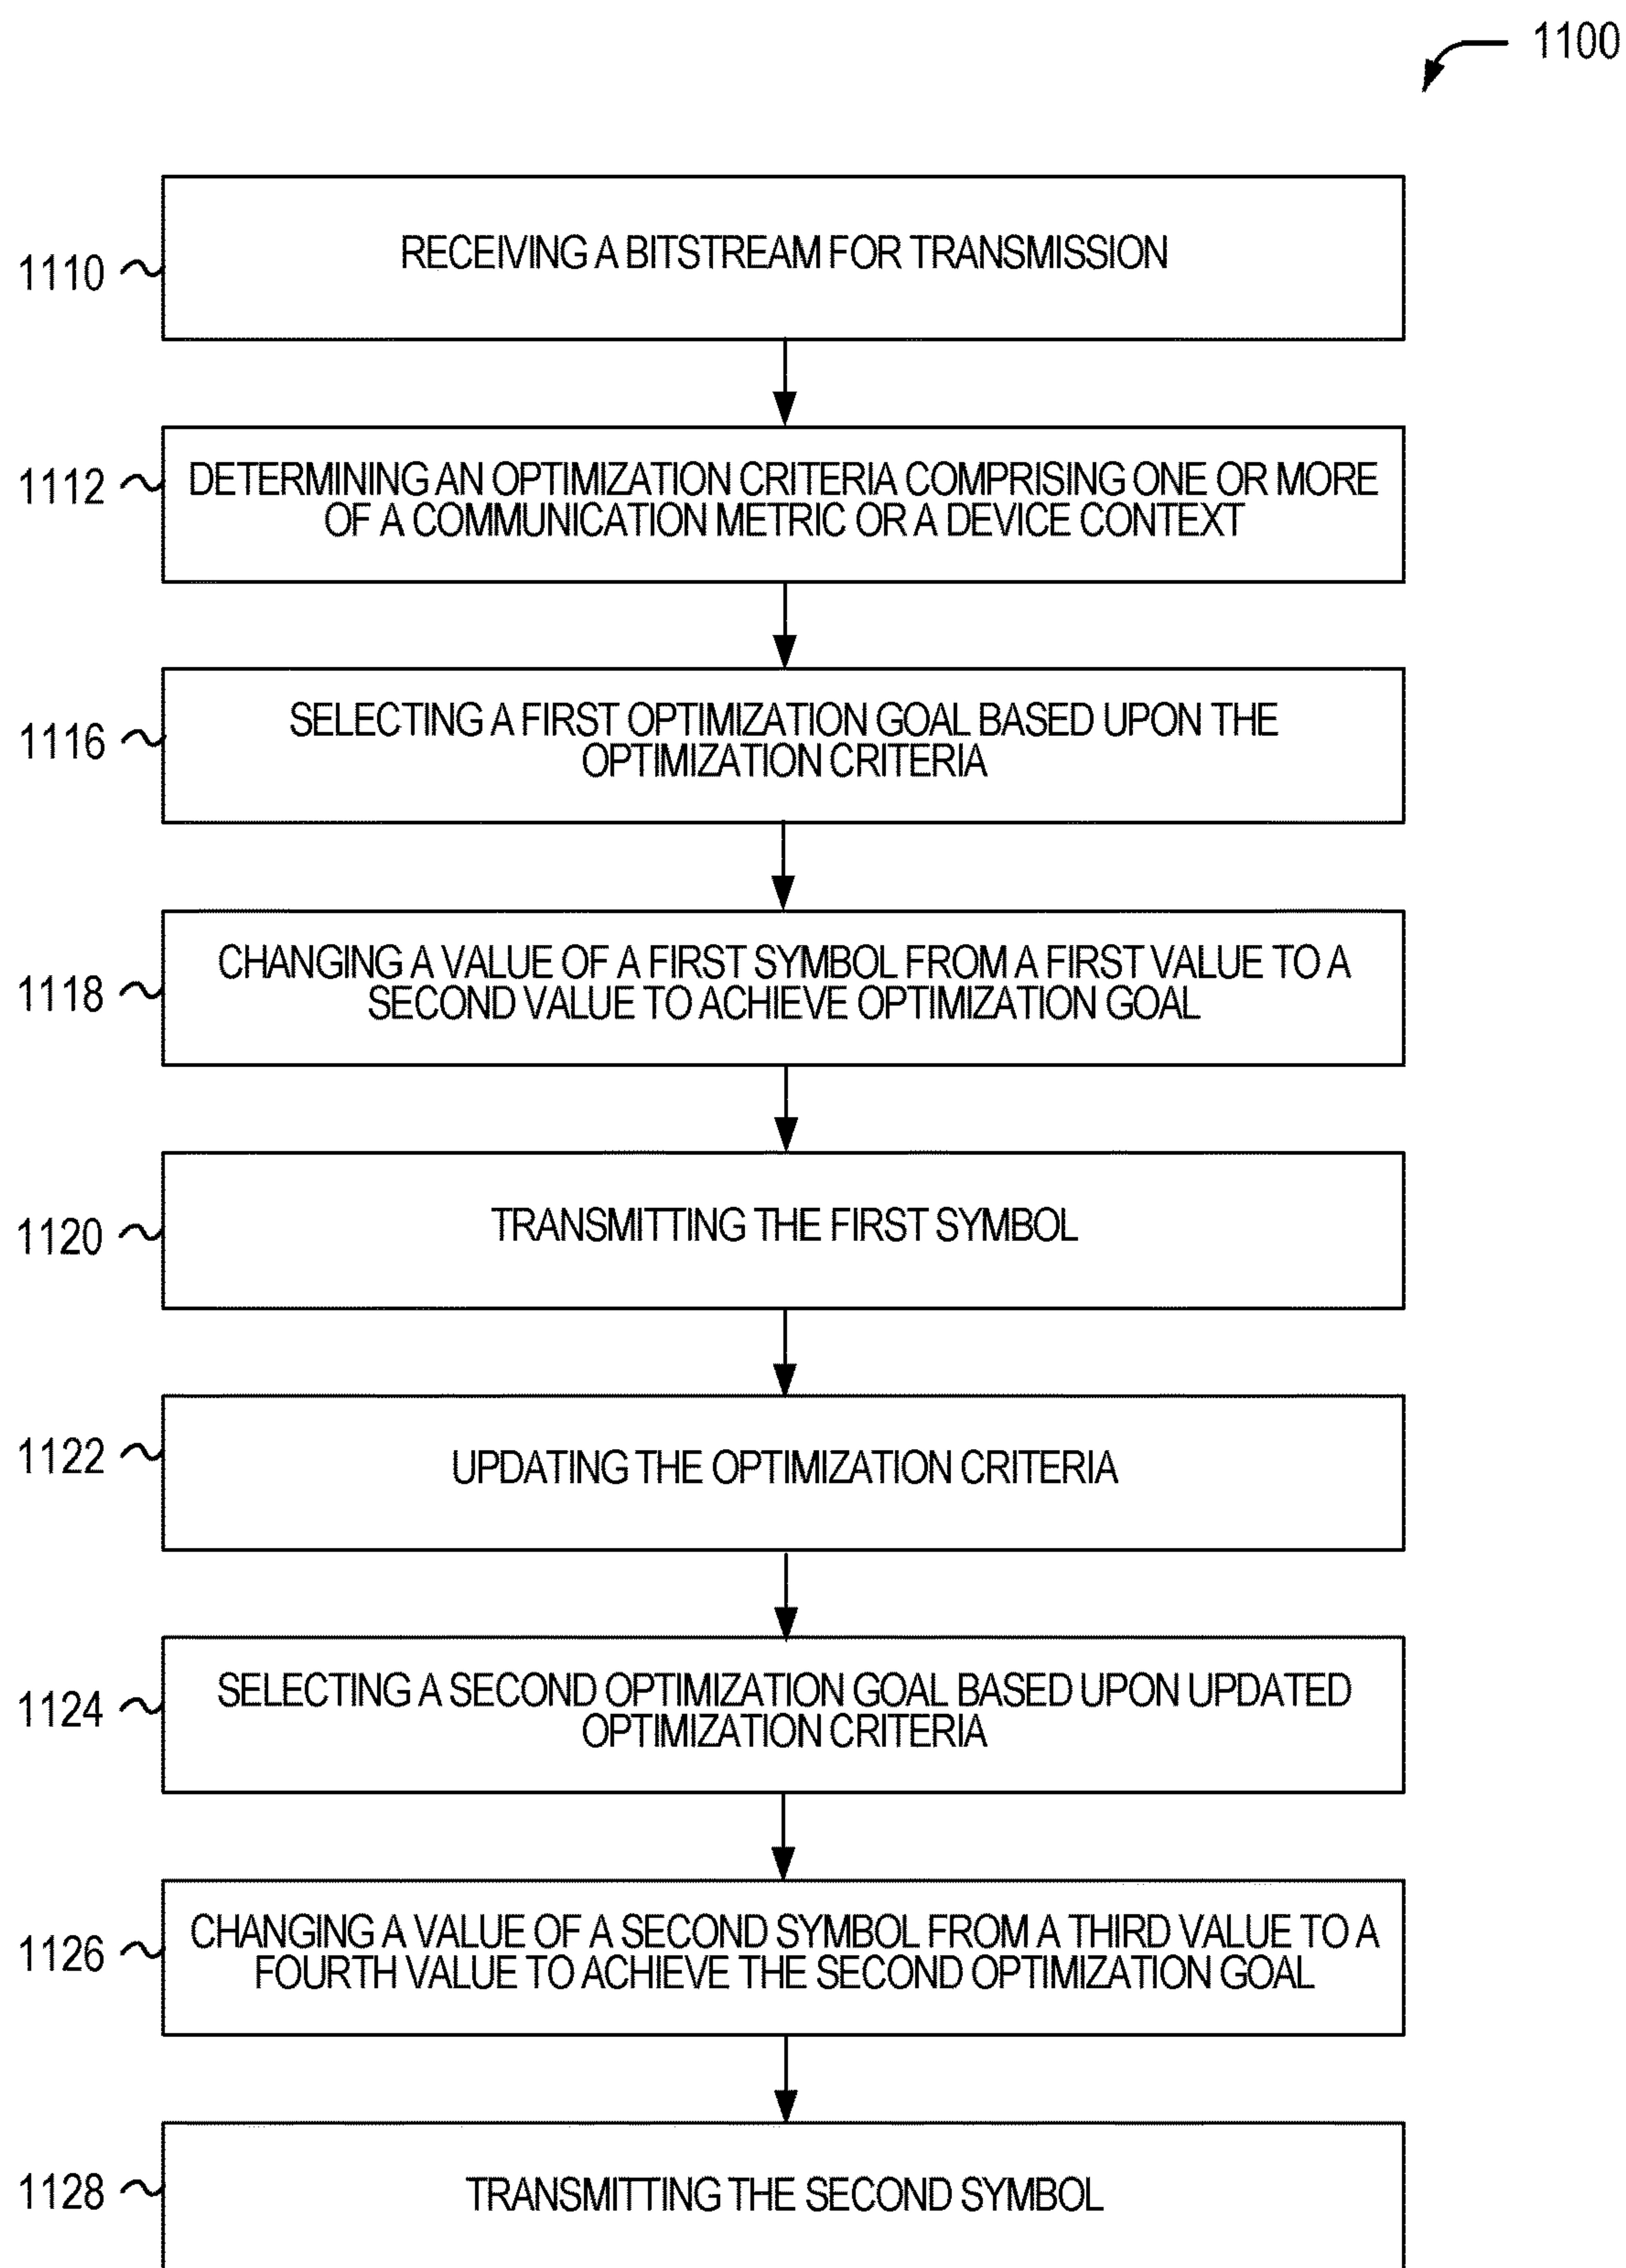 1100
1110
RECEIVING A BITSTREAM FOR TRANSMISSION
1112
DETERMINING AN OPTIMIZATION CRITERIA COMPRISING ONE OR MORE
OF A COMMUNICATION METRIC OR A DEVICE CONTEXT
1116
SELECTING A FIRST OPTIMIZATION GOAL BASED UPON THE
OPTIMIZATION CRITERIA
1118
CHANGING A VALUE OF A FIRST SYMBOL FROM A FIRST VALUE TO A
SECOND VALUE TO ACHIEVE OPTIMIZATION GOAL
1120
TRANSMITTING THE FIRST SYMBOL
1122
UPDATING THE OPTIMIZATION CRITERIA
1124
SELECTING A SECOND OPTIMIZATION GOAL BASED UPON UPDATED
OPTIMIZATION CRITERIA
1126
CHANGING A VALUE OF A SECOND SYMBOL FROM A THIRD VALUE TO A
FOURTH VALUE TO ACHIEVE THE SECOND OPTIMIZATION GOAL
1128
TRANSMITTING THE SECOND SYMBOL